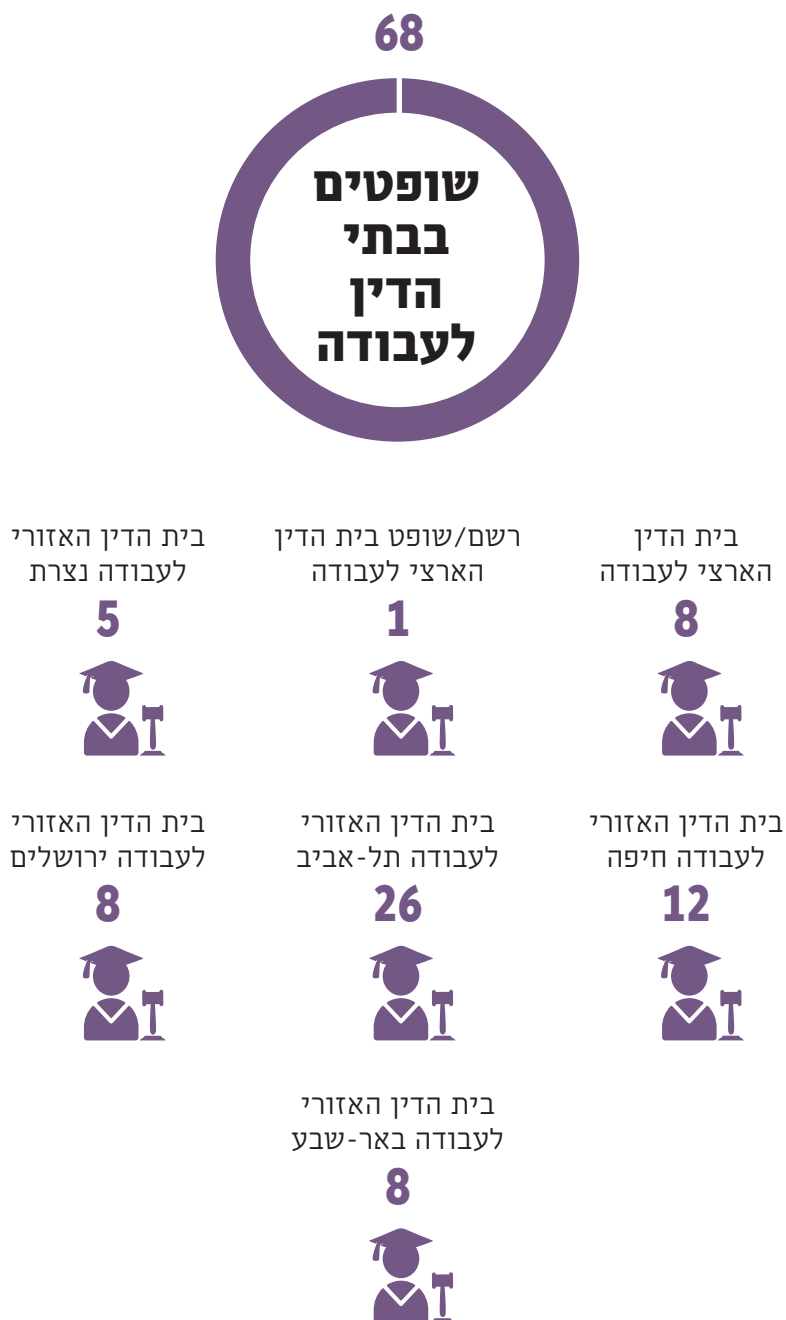 68
שופטים
בבתי
הדין
לעבודה
בית הדין
הארצי לעבודה
8
רשם/שופט בית הדין
הארצי לעבודה
1
בית הדין האזורי
לעבודה נצרת
5
בית הדין האזורי
לעבודה חיפה
12
בית הדין האזורי
לעבודה תל-אביב
26
בית הדין האזורי
לעבודה ירושלים
8
בית הדין האזורי
לעבודה באר-שבע
8